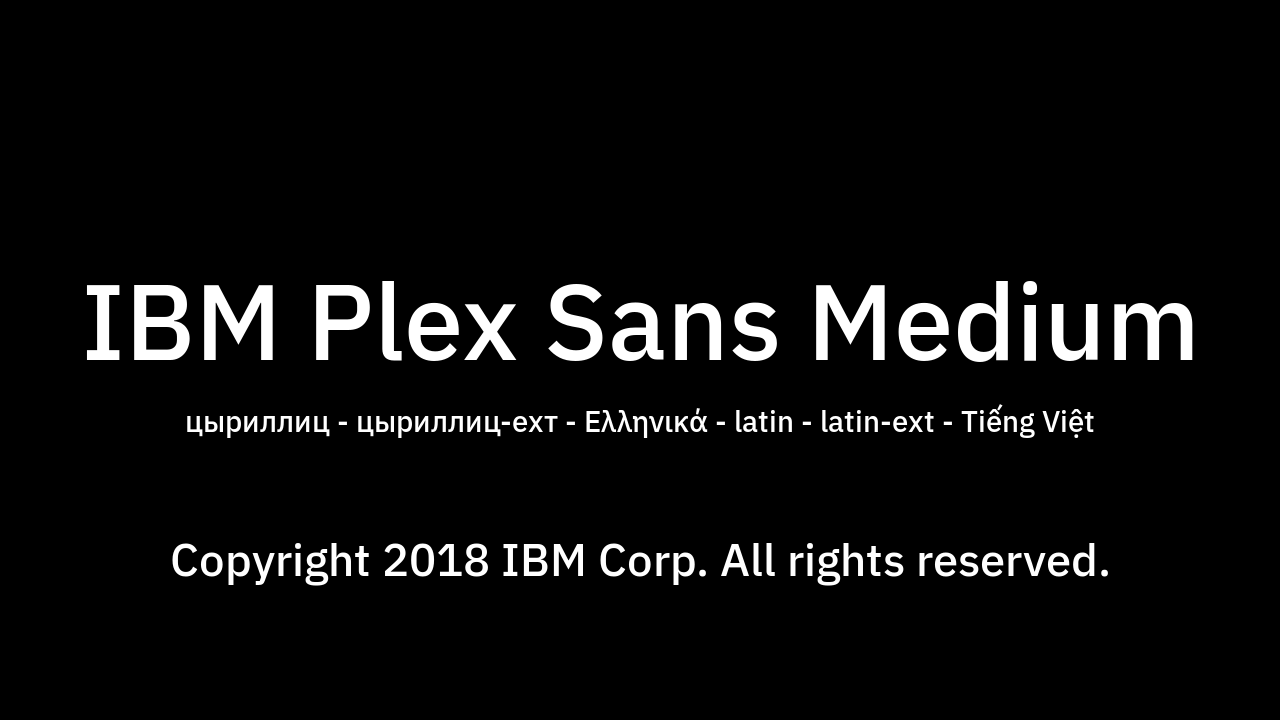 IBM Plex Sans Medium
цыриллиц - цыриллиц-ехт - Ελληνικά - latin - latin-ext - Tiếng Việt
Copyright 2018 IBM Corp. All rights reserved.